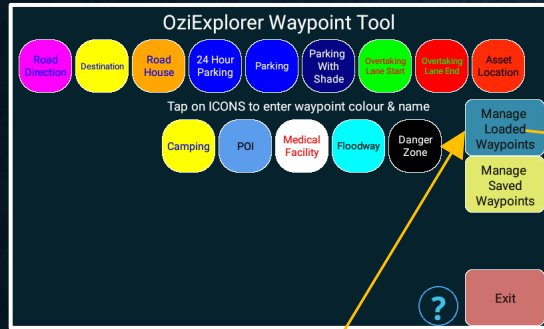 OziExplorer Waypoint Tool
Road
Direction
Destination
Road
House
24 Hour
Parking
Parking
Parking
With
Shade
Overtaking
Lane Start
Overtaking
Lane End
Asset
Location
Tap on ICONS to enter waypoint colour & name
Camping
POI
Medical
Facility
Floodway
Danger
Zone
Manage
Loaded
Waypoints
Manage
Saved
Waypoints
?
Exit